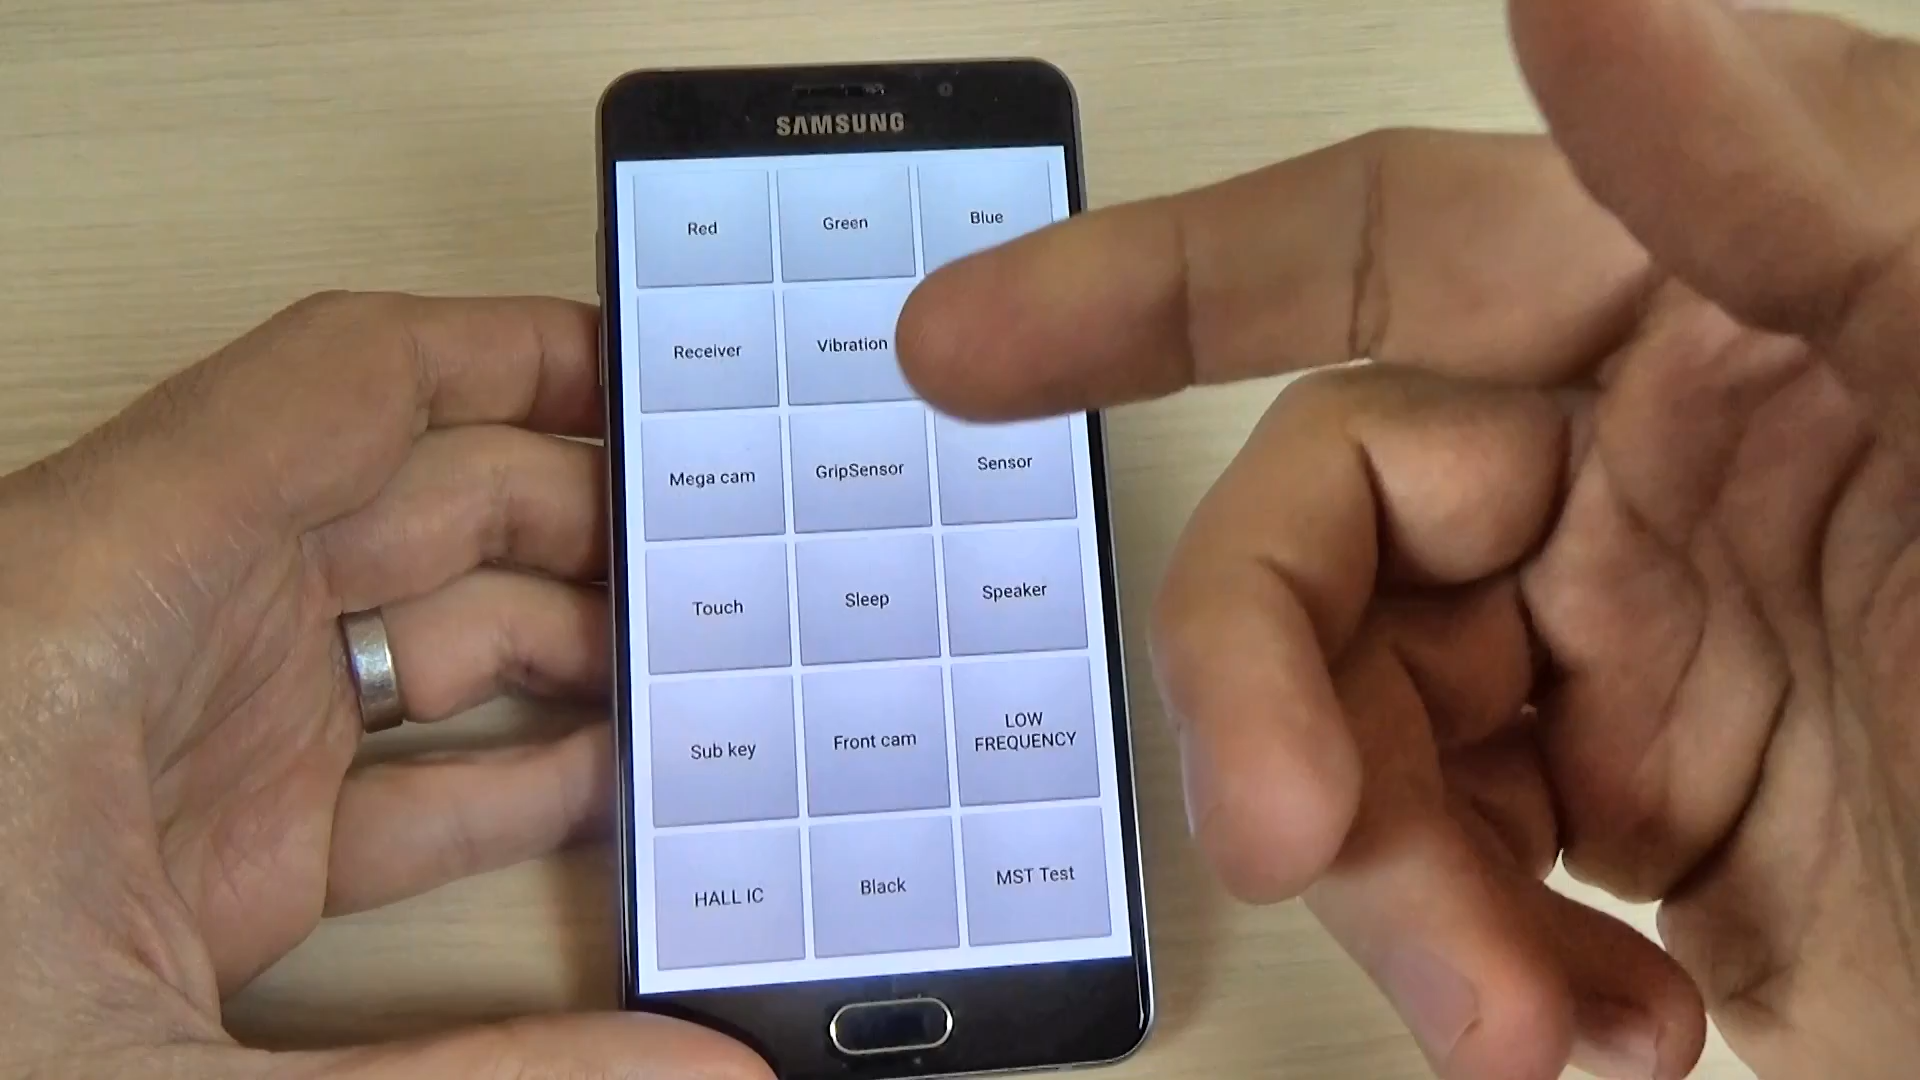 SAMSUNG
Red
Green
Blue
Receiver
Vibration
Mega cam
GripSensor
Sensor
Touch
Sleep
Speaker
Sub key
Front cam
LOW
FREQUENCY
HALL IC
Black
MST Test